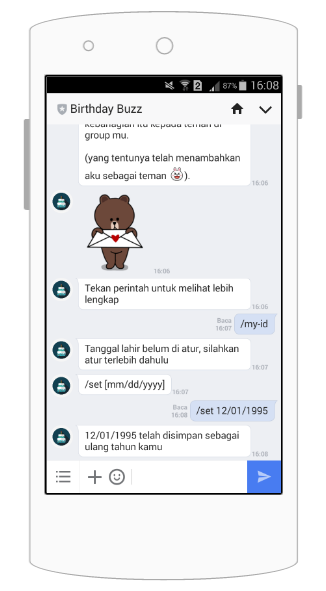 87% 16:08
Birthday Buzz
kebahagian itu kepada teman di
group mu.
(yang tentunya telah menambahkan
aku sebagai teman ).
16:06
16:06
Tekan perintah untuk melihat lebih
lengkap
16:06
Baca
16:07
/my-id
Tanggal lahir belum di atur, silahkan
atur terlebih dahulu
16:07
/set [mm/dd/yyyy]
16:07
Baca
16:08
/set 12/01/1995
12/01/1995 telah disimpan sebagai
ulang tahun kamu
16:08